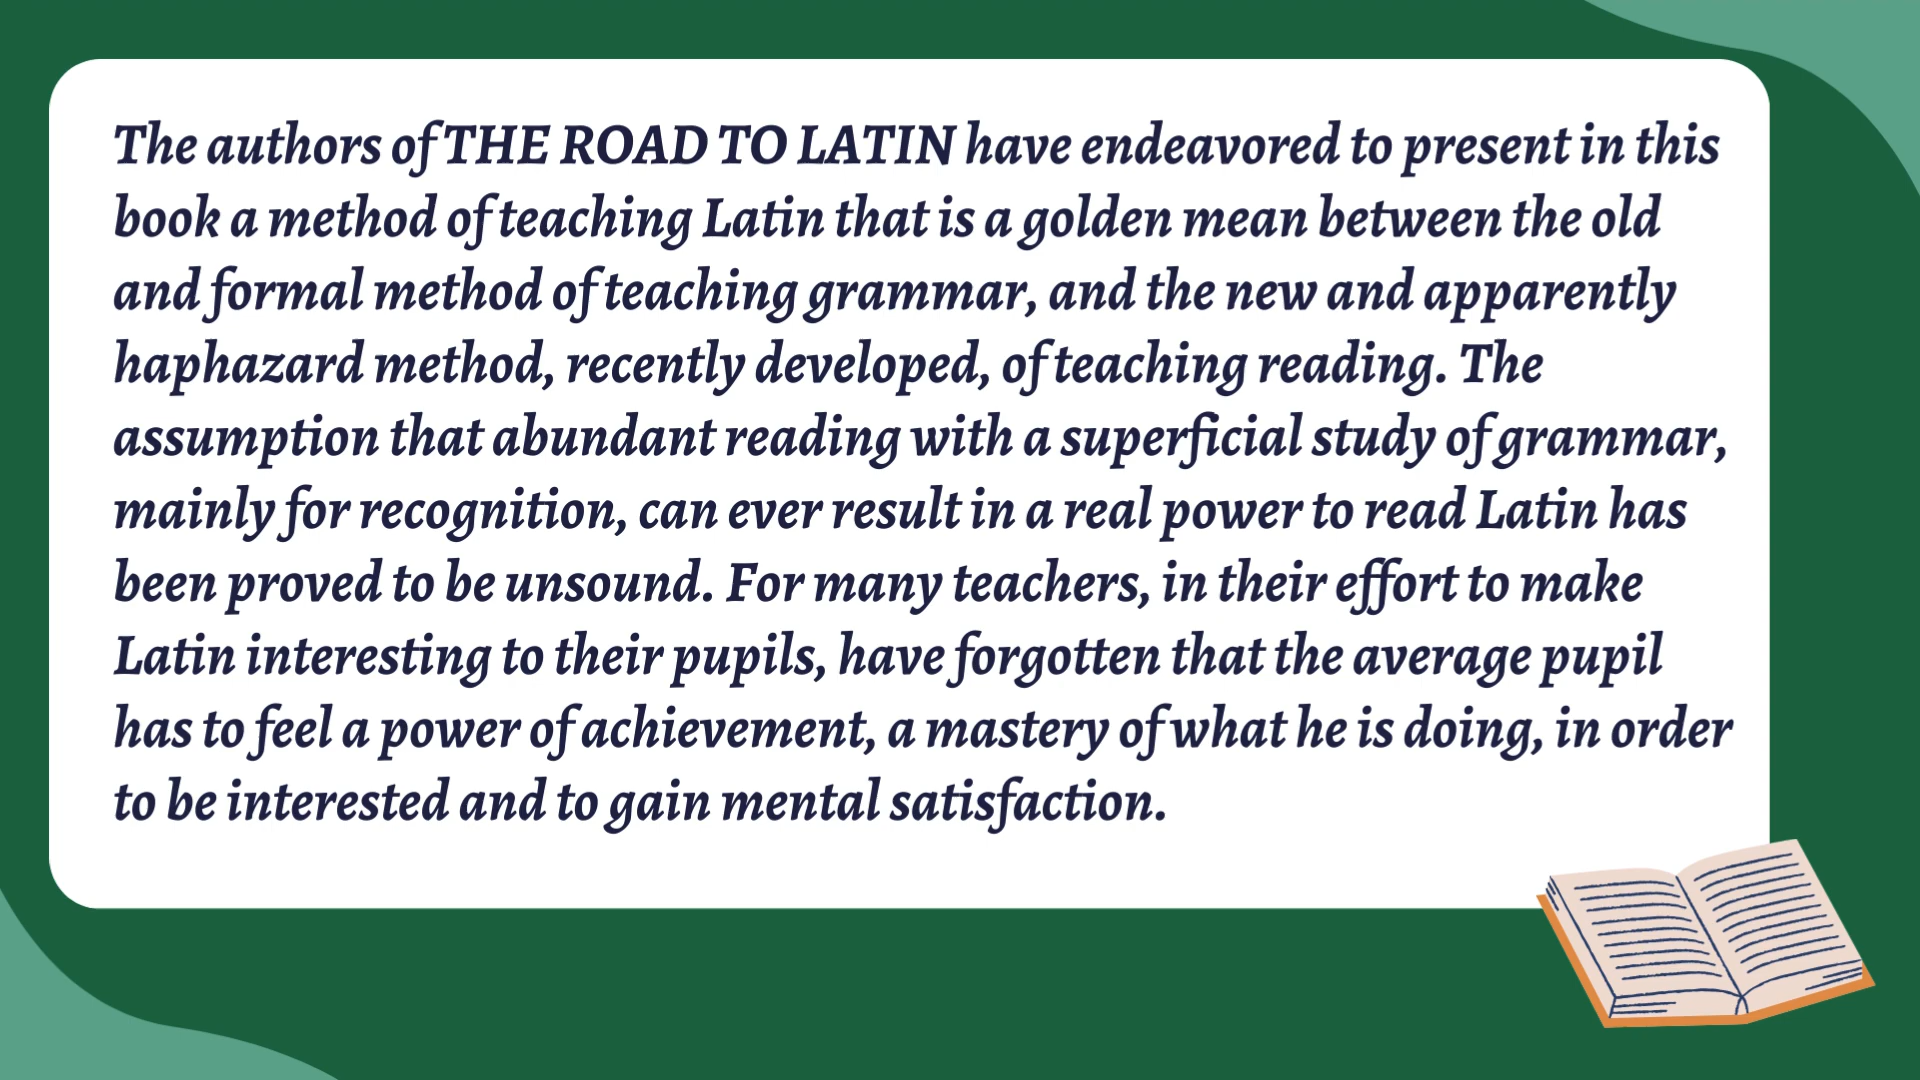 The authors of THE ROAD TO LATIN have endeavored to present in this
book a method of teaching Latin that is a golden mean between the old
and formal method of teaching grammar, and the new and apparently
haphazard method, recently developed, of teaching reading. The
assumption that abundant reading with a superficial study of grammar,
mainly for recognition, can ever result in a real power to read Latin has
been proved to be unsound. For many teachers, in their effort to make
Latin interesting to their pupils, have forgotten that the average pupil
has to feel a power of achievement, a mastery of what he is doing, in order
to be interested and to gain mental satisfaction.